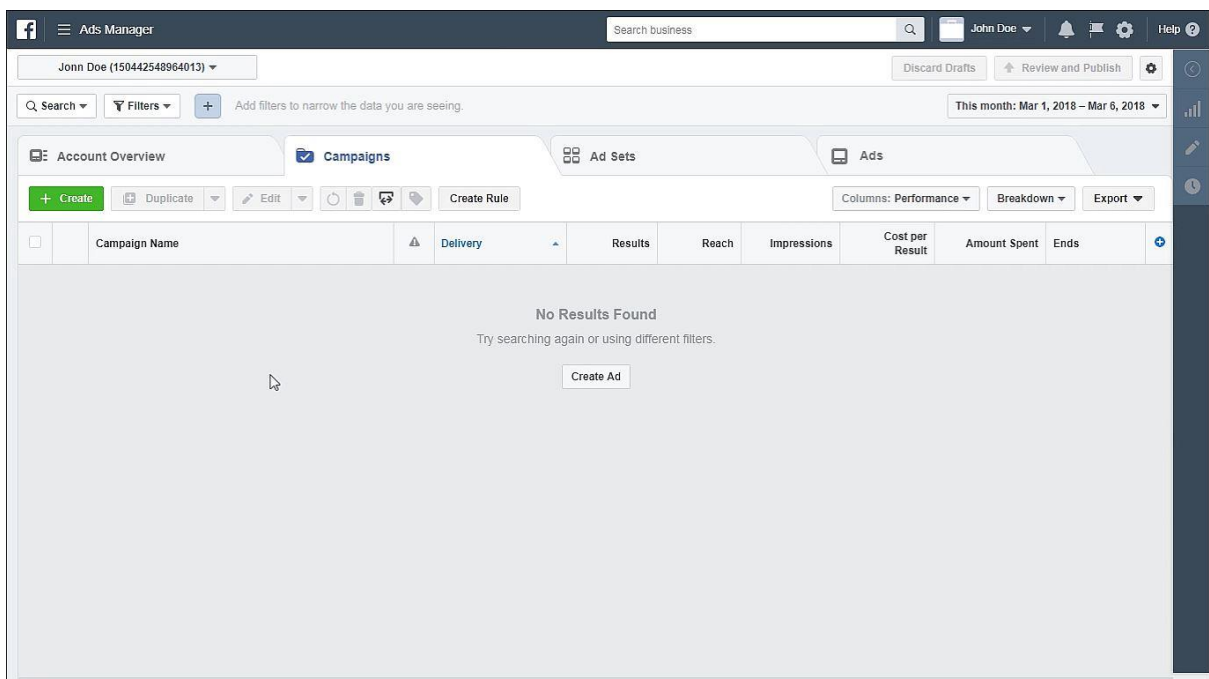 f Ads Manager Search business John Doe Help
Jonn Doe (150442548964013) Discard Drafts Review and Publish
Search Filters + Add filters to narrow the data you are seeing. This month: Mar 1, 2018 – Mar 6, 2018
Account Overview Campaigns Ad Sets Ads
+ Create Duplicate Edit Create Rule Columns: Performance Breakdown Export
Campaign Name Delivery Results Reach Impressions Cost per Result Amount Spent Ends
No Results Found
Try searching again or using different filters.
Create Ad